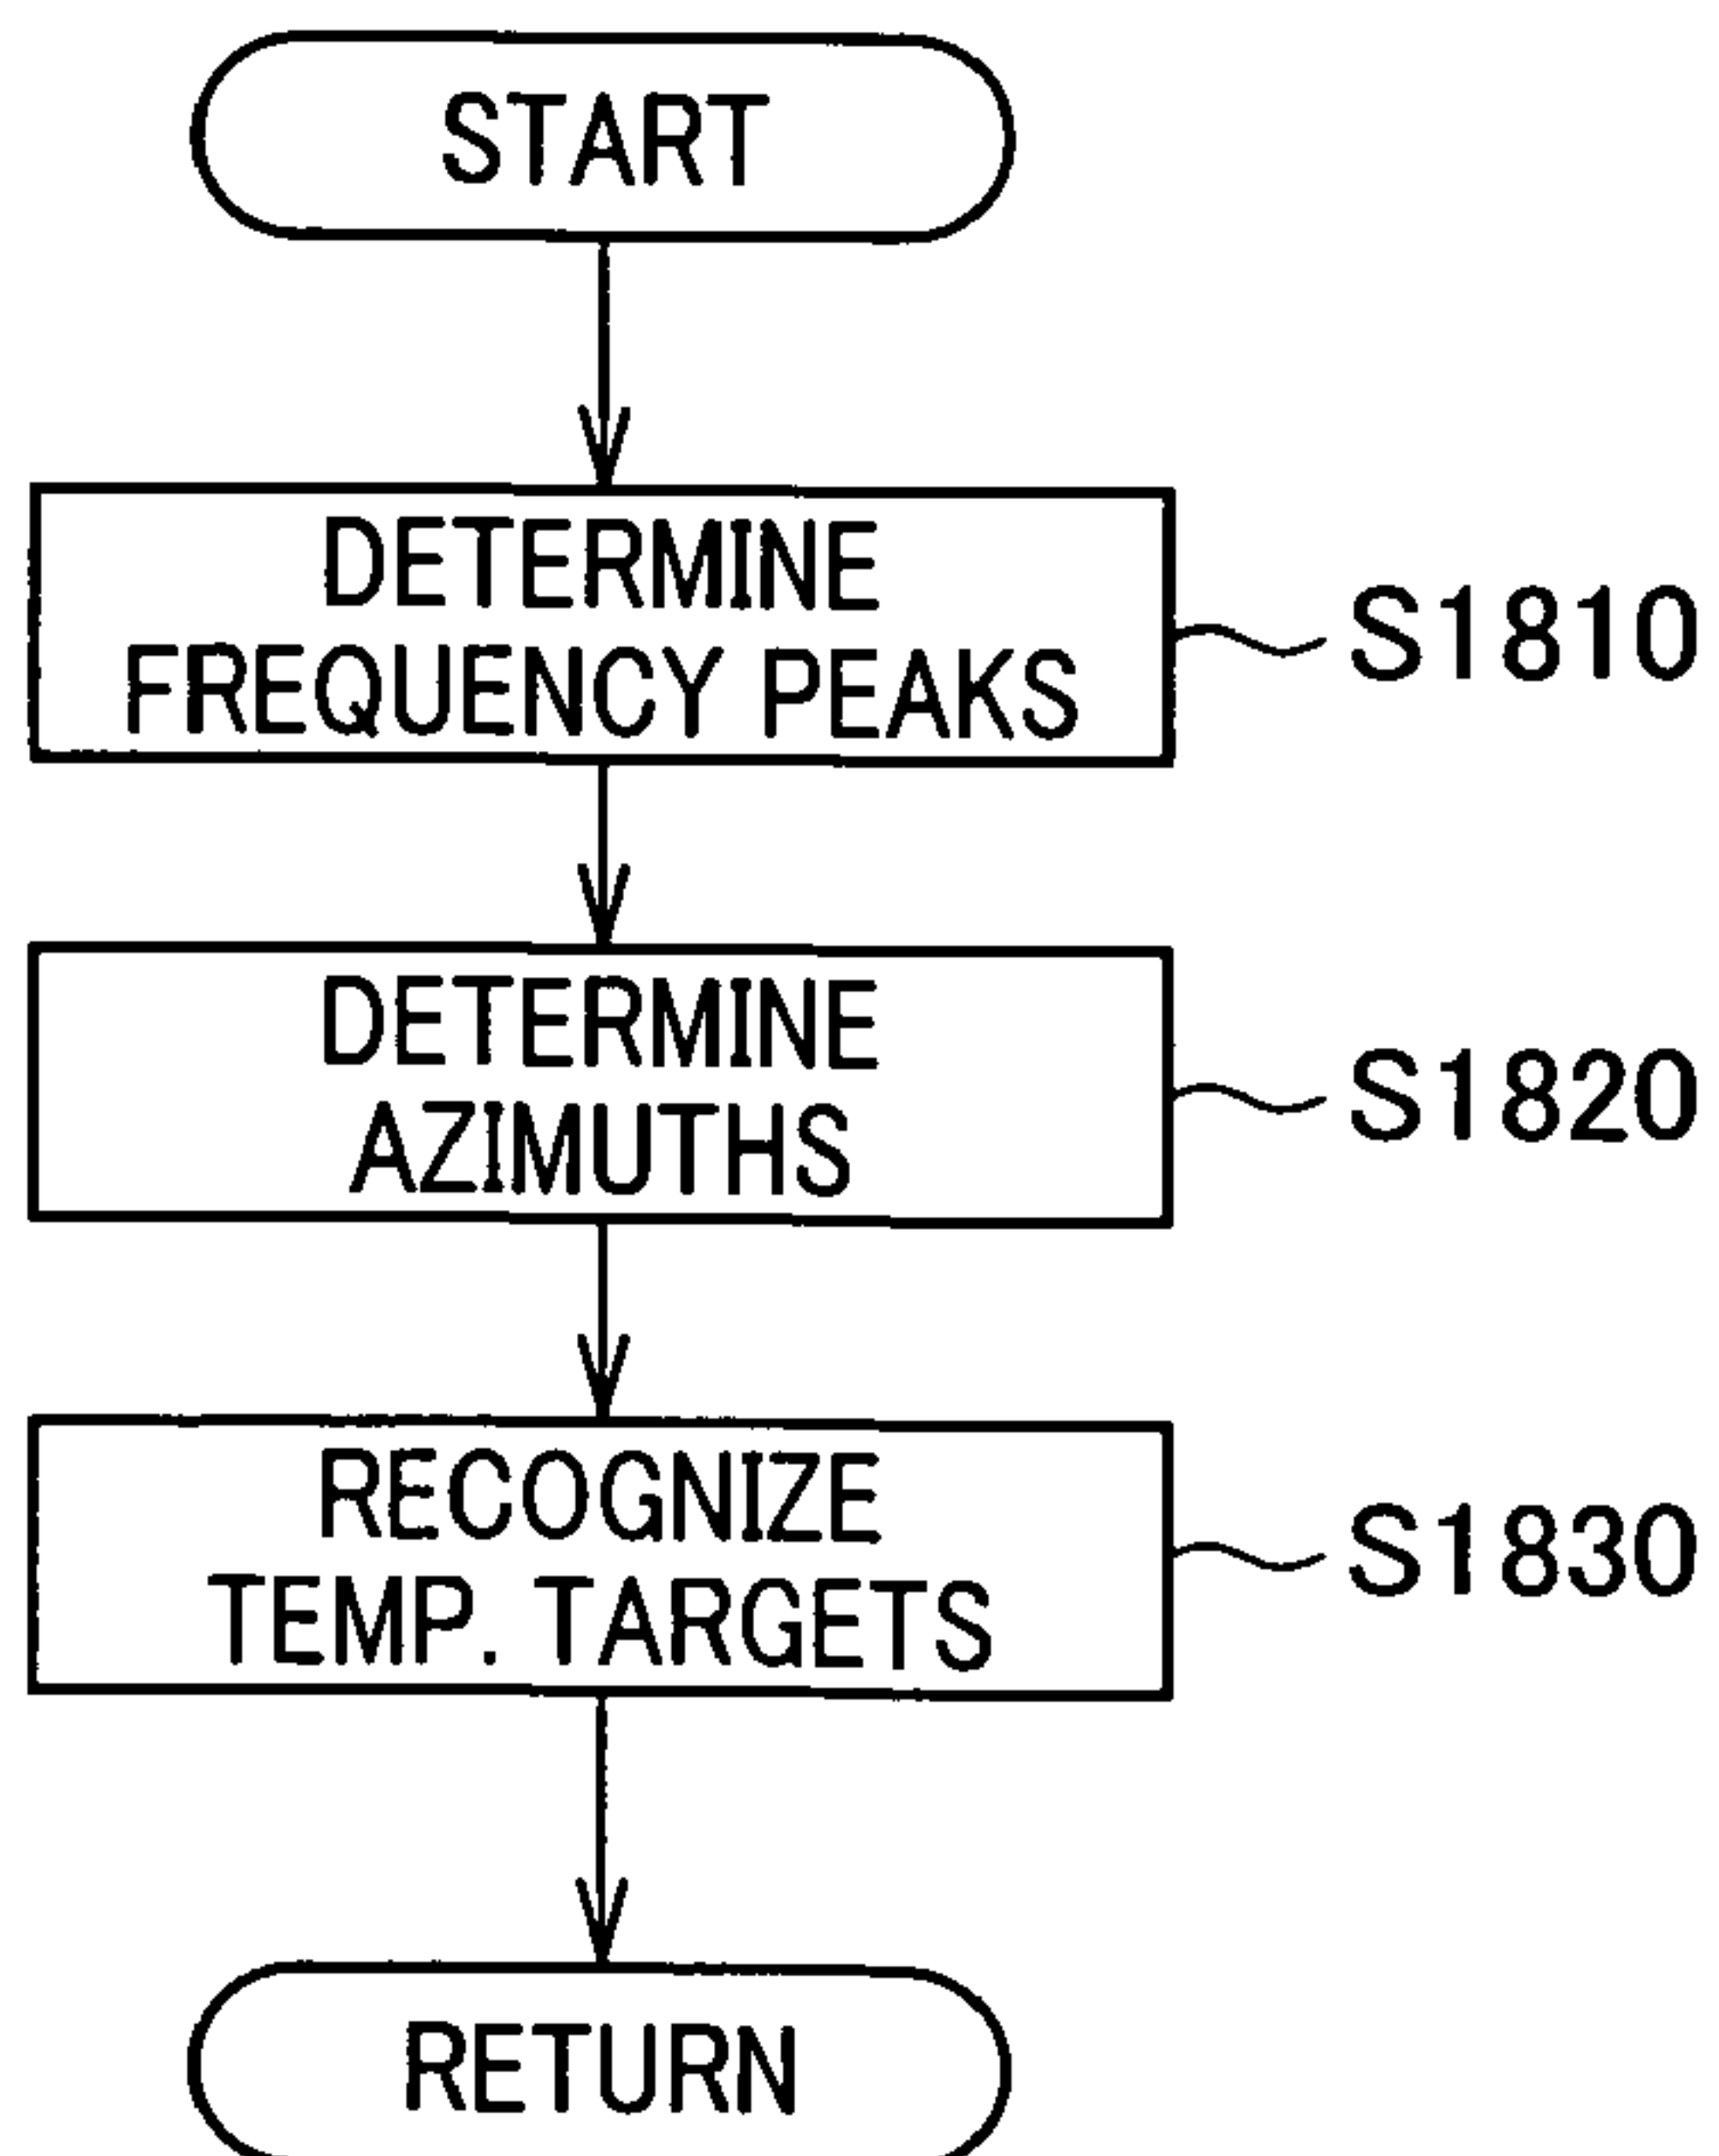 START
DETERMINE
FREQUENCY PEAKS
S1810
DETERMINE
AZIMUTHS
S1820
RECOGNIZE
TEMP. TARGETS
S1830
RETURN